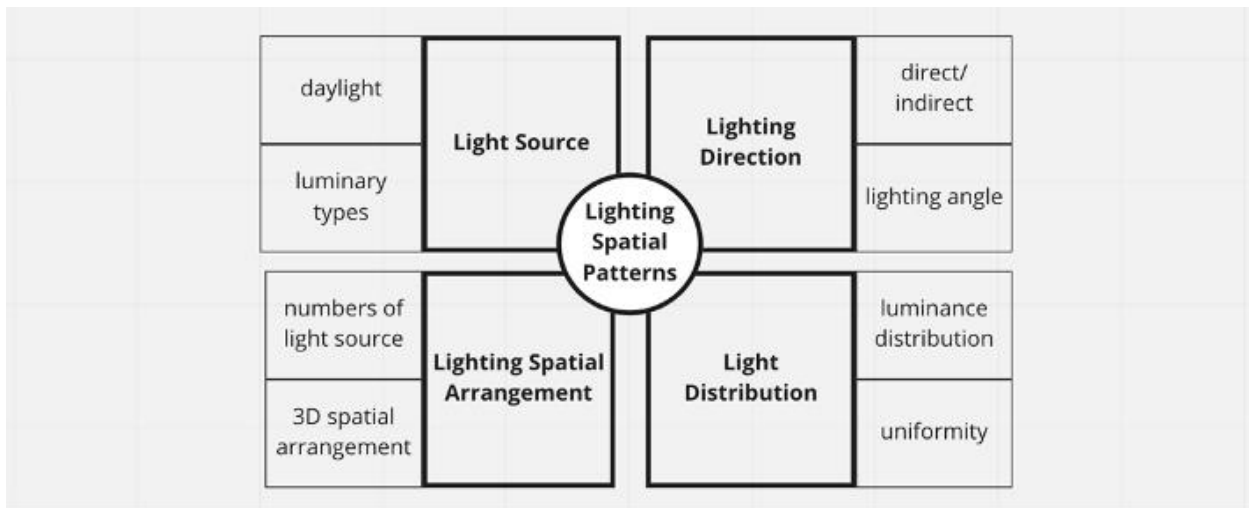 daylight
luminary
types
Light Source
Lighting
Direction
direct/
indirect
lighting angle
Lighting
Spatial
Patterns
numbers of
light source
3D spatial
arrangement
Lighting Spatial
Arrangement
Light
Distribution
luminance
distribution
uniformity